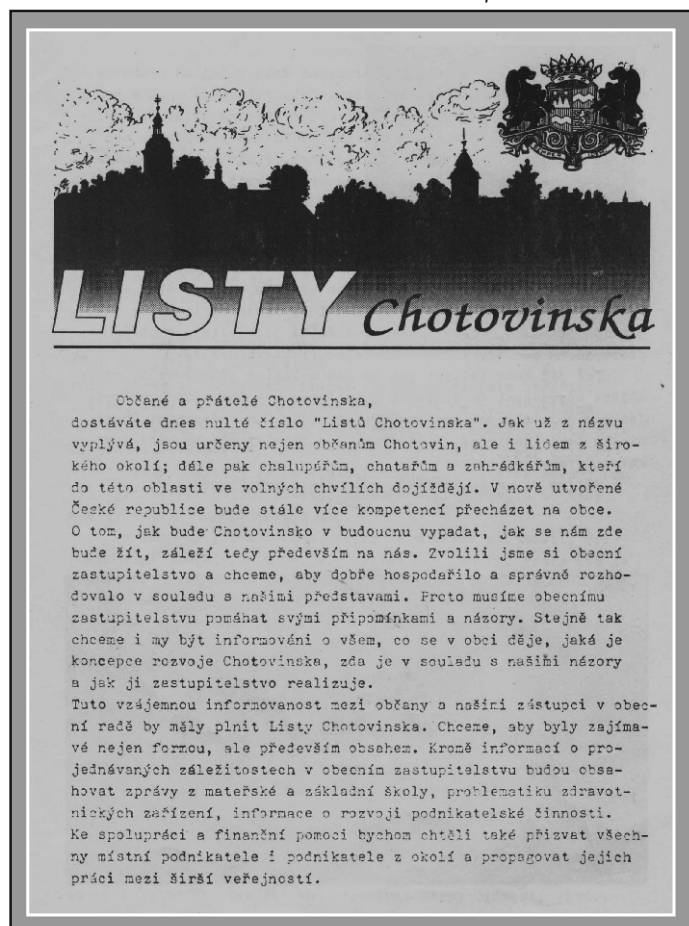 LISTY Chotovinska
Občané a přátelé Chotovinska,
dostáváte dnes nulté číslo "Listů Chotovinska". Jak už z názvu
vyplývá, jsou určeny nejen občanům Chotovin, ale i lidem z širo-
kého okolí; dále pak chalupářům, chatařům a zahrádkářům, kteří
do této oblasti ve volných chvílích dojíždějí. V nově utvořené
České republice bude stále více kompetencí přecházet na obce.
O tom, jak bude Chotovinsko v budoucnu vypadat, jak se nám zde
bude žít, záleží tedy především na nás. Zvolili jsme si obecní
zastupitelstvo a chceme, aby dobře hospodařilo a správně rozho-
dovalo v souladu s našimi představami. Proto musíme obecnímu
zastupitelstvu pomáhat svými připomínkami a názory. Stejně tak
chceme i my být informováni o všem, co se v obci děje, jaká je
koncepce rozvoje Chotovinska, zda je v souladu s našimi názory
a jak ji zastupitelstvo realizuje.
Tuto vzájemnou informovanost mezi občany a našimi zástupci v obec-
ní radě by měly plnit Listy Chotovinska. Chceme, aby byly zajíma-
vé nejen formou, ale především obsahem. Kromě informací o pro-
jednávaných záležitostech v obecním zastupitelstvu budou obsa-
hovat zprávy z mateřské a základní školy, problematiku zdravot-
nických zařízení, informace o rozvoji podnikatelské činnosti.
Ke spolupráci a finanční pomoci bychom chtěli také přizvat všech-
ny místní podnikatele i podnikatele z okolí a propagovat jejich
práci mezi širší veřejností.